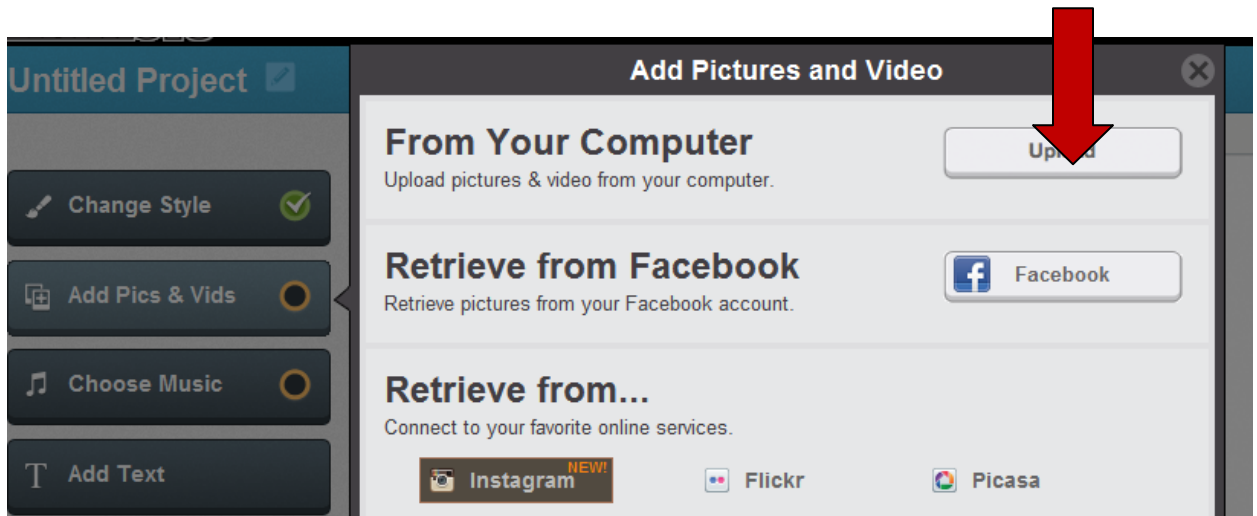 Untitled Project
Add Pictures and Video
Change Style
Add Pics & Vids
Choose Music
Add Text
From Your Computer
Upload pictures & video from your computer.
Retrieve from Facebook
Retrieve pictures from your Facebook account.
Facebook
Retrieve from...
Connect to your favorite online services.
Instagram NEW!
Flickr
Picasa